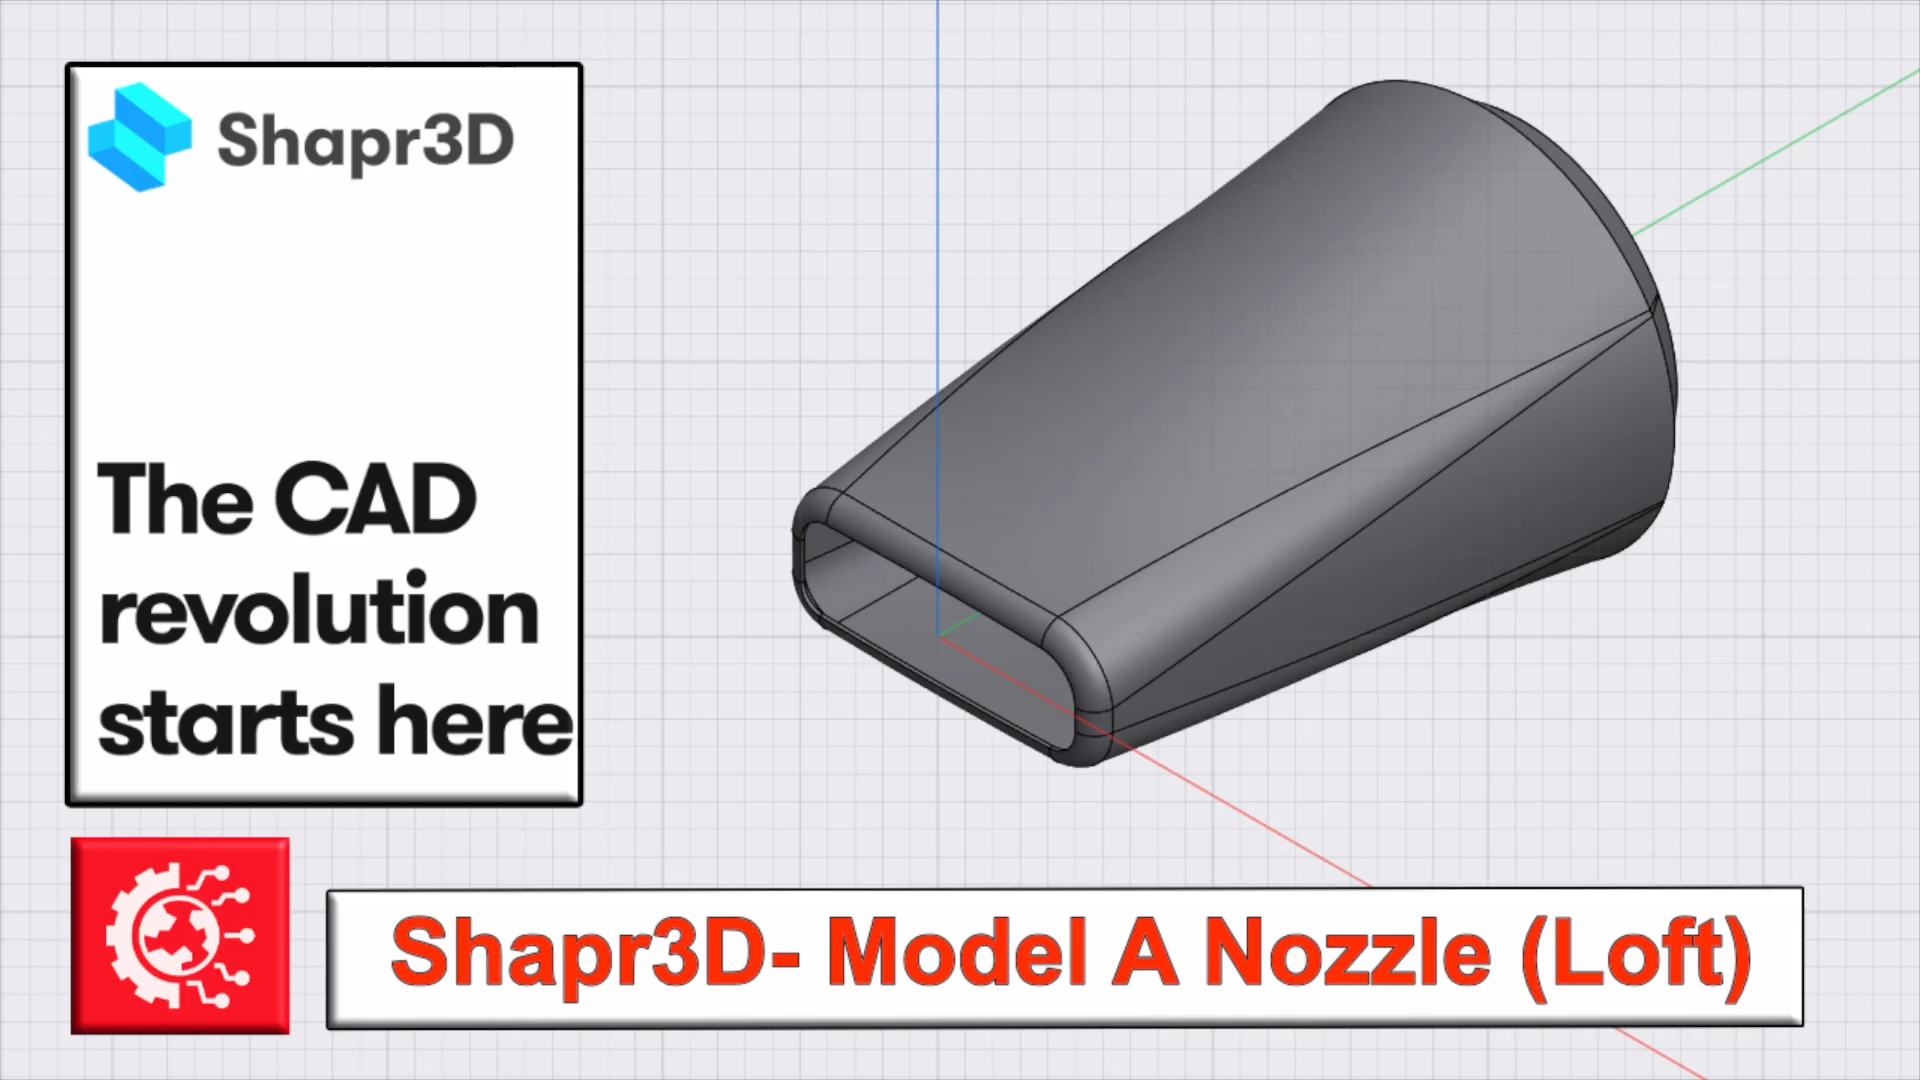 Shapr3D
The CAD
revolution
starts here
Shapr3D- Model A Nozzle (Loft)